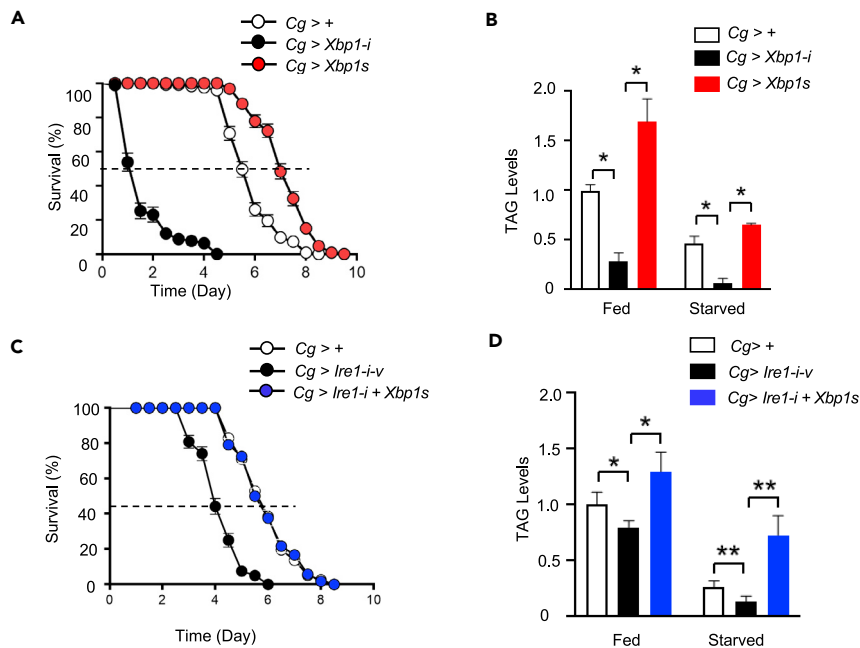 A
Cg > +
Cg > Xbp1-i
Cg > Xbp1s
Survival (%)
100
80
60
40
20
0
0 2 4 6 8 10
Time (Day)
B
Cg > +
Cg > Xbp1-i
Cg > Xbp1s
TAG Levels
2.0
1.5
1.0
0.5
0
* * * *
Fed Starved
C
Cg > +
Cg > Ire1-i-v
Cg > Ire1-i + Xbp1s
Survival (%)
100
80
60
40
20
0
0 2 4 6 8 10
Time (Day)
D
Cg> +
Cg> Ire1-i-v
Cg> Ire1-i + Xbp1s
TAG Levels
2.0
1.5
1.0
0.5
0
* * ** **
Fed Starved